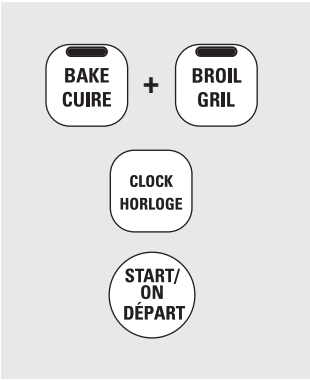 BAKE
CUIRE
+
BROIL
GRIL
CLOCK
HORLOGE
START/
ON
DÉPART